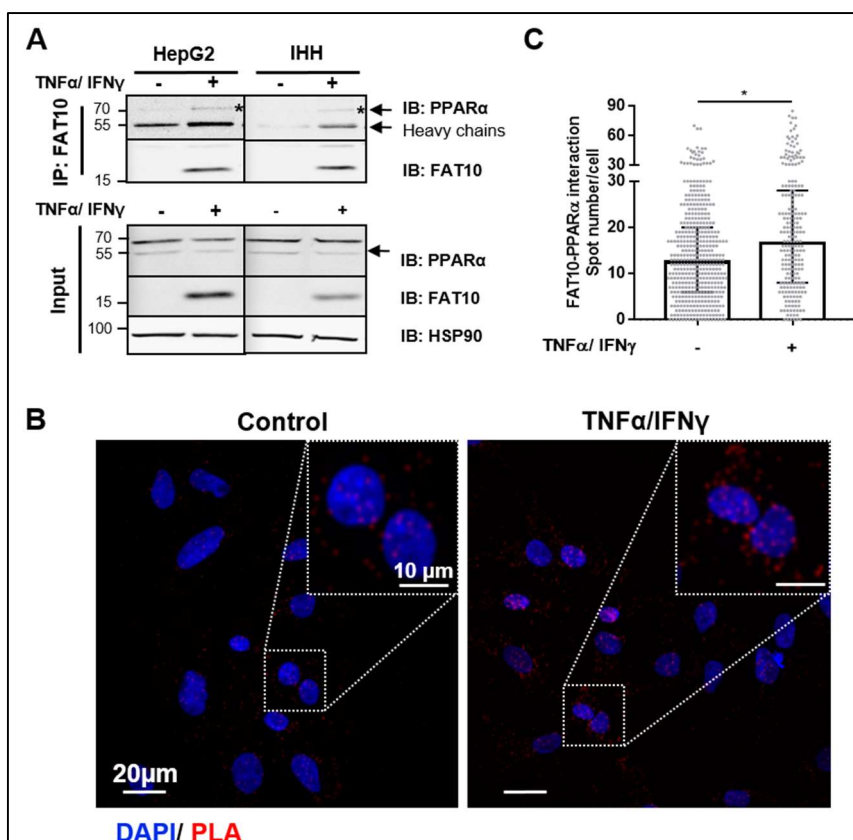 A
HepG2 IHH
TNFα/ IFNγ - + - +
IP: FAT10
70 * * IB: PPARα
55 Heavy chains
IB: FAT10
15
TNFα/ IFNγ - + - +
Input
70
55
IB: PPARα
15 IB: FAT10
100
IB: HSP90
C
*
FAT10-PPARα interaction
Spot number/cell
90
60
30
30
20
10
0
TNFα/ IFNγ - +
B
Control TNFα/IFNγ
10 µm
20µm
DAPI/ PLA